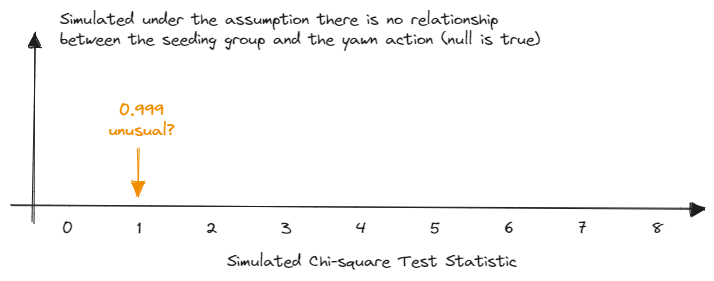 Simulated under the assumption there is no relationship
between the seeding group and the yawn action (null is true)
0.999
unusual?
0 1 2 3 4 5 6 7 8
Simulated Chi-square Test Statistic